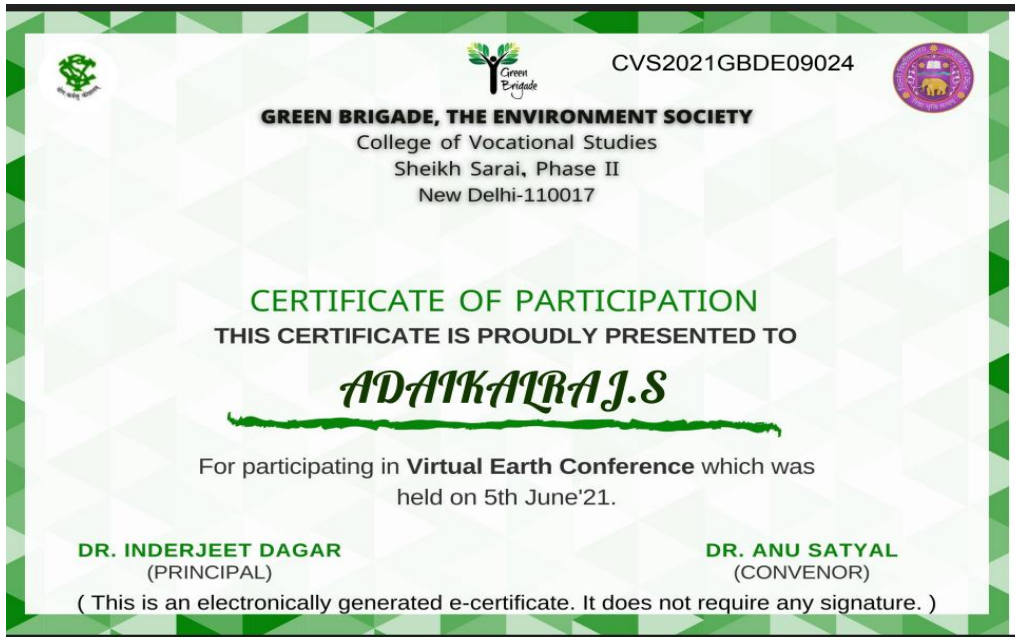 Green
Brigade
CVS2021GBDE09024
GREEN BRIGADE, THE ENVIRONMENT SOCIETY
College of Vocational Studies
Sheikh Sarai, Phase II
New Delhi-110017
CERTIFICATE OF PARTICIPATION
THIS CERTIFICATE IS PROUDLY PRESENTED TO
ADAIKALRAJ.S
For participating in Virtual Earth Conference which was
held on 5th June'21.
DR. INDERJEET DAGAR
(PRINCIPAL)
DR. ANU SATYAL
(CONVENOR)
( This is an electronically generated e-certificate. It does not require any signature. )